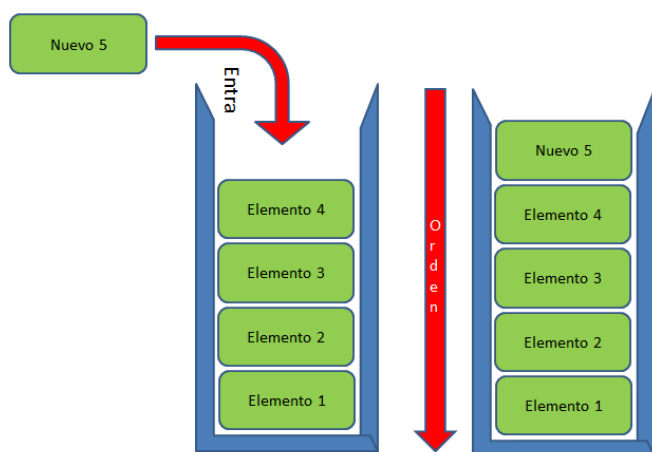 Nuevo 5
Entra
Elemento 4
Elemento 3
Elemento 2
Elemento 1
Orden
Nuevo 5
Elemento 4
Elemento 3
Elemento 2
Elemento 1